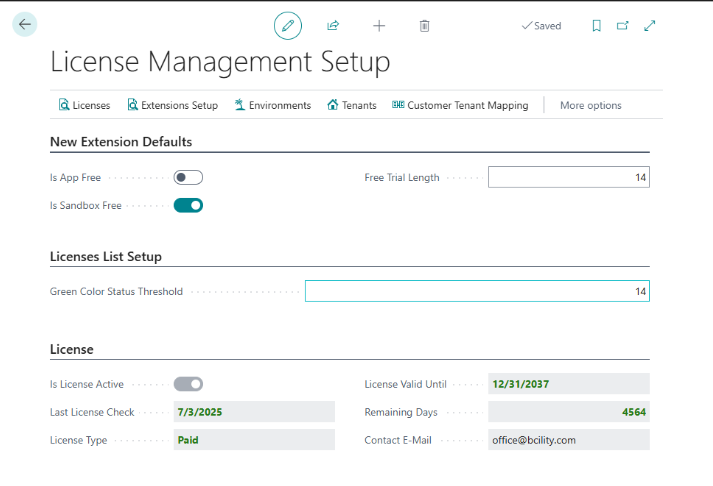 Saved
License Management Setup
Licenses Extensions Setup Environments Tenants Customer Tenant Mapping More options
New Extension Defaults
Is App Free Free Trial Length 14
Is Sandbox Free
Licenses List Setup
Green Color Status Threshold 14
License
Is License Active License Valid Until 12/31/2037
Last License Check 7/3/2025 Remaining Days 4564
License Type Paid Contact E-Mail office@bcility.com